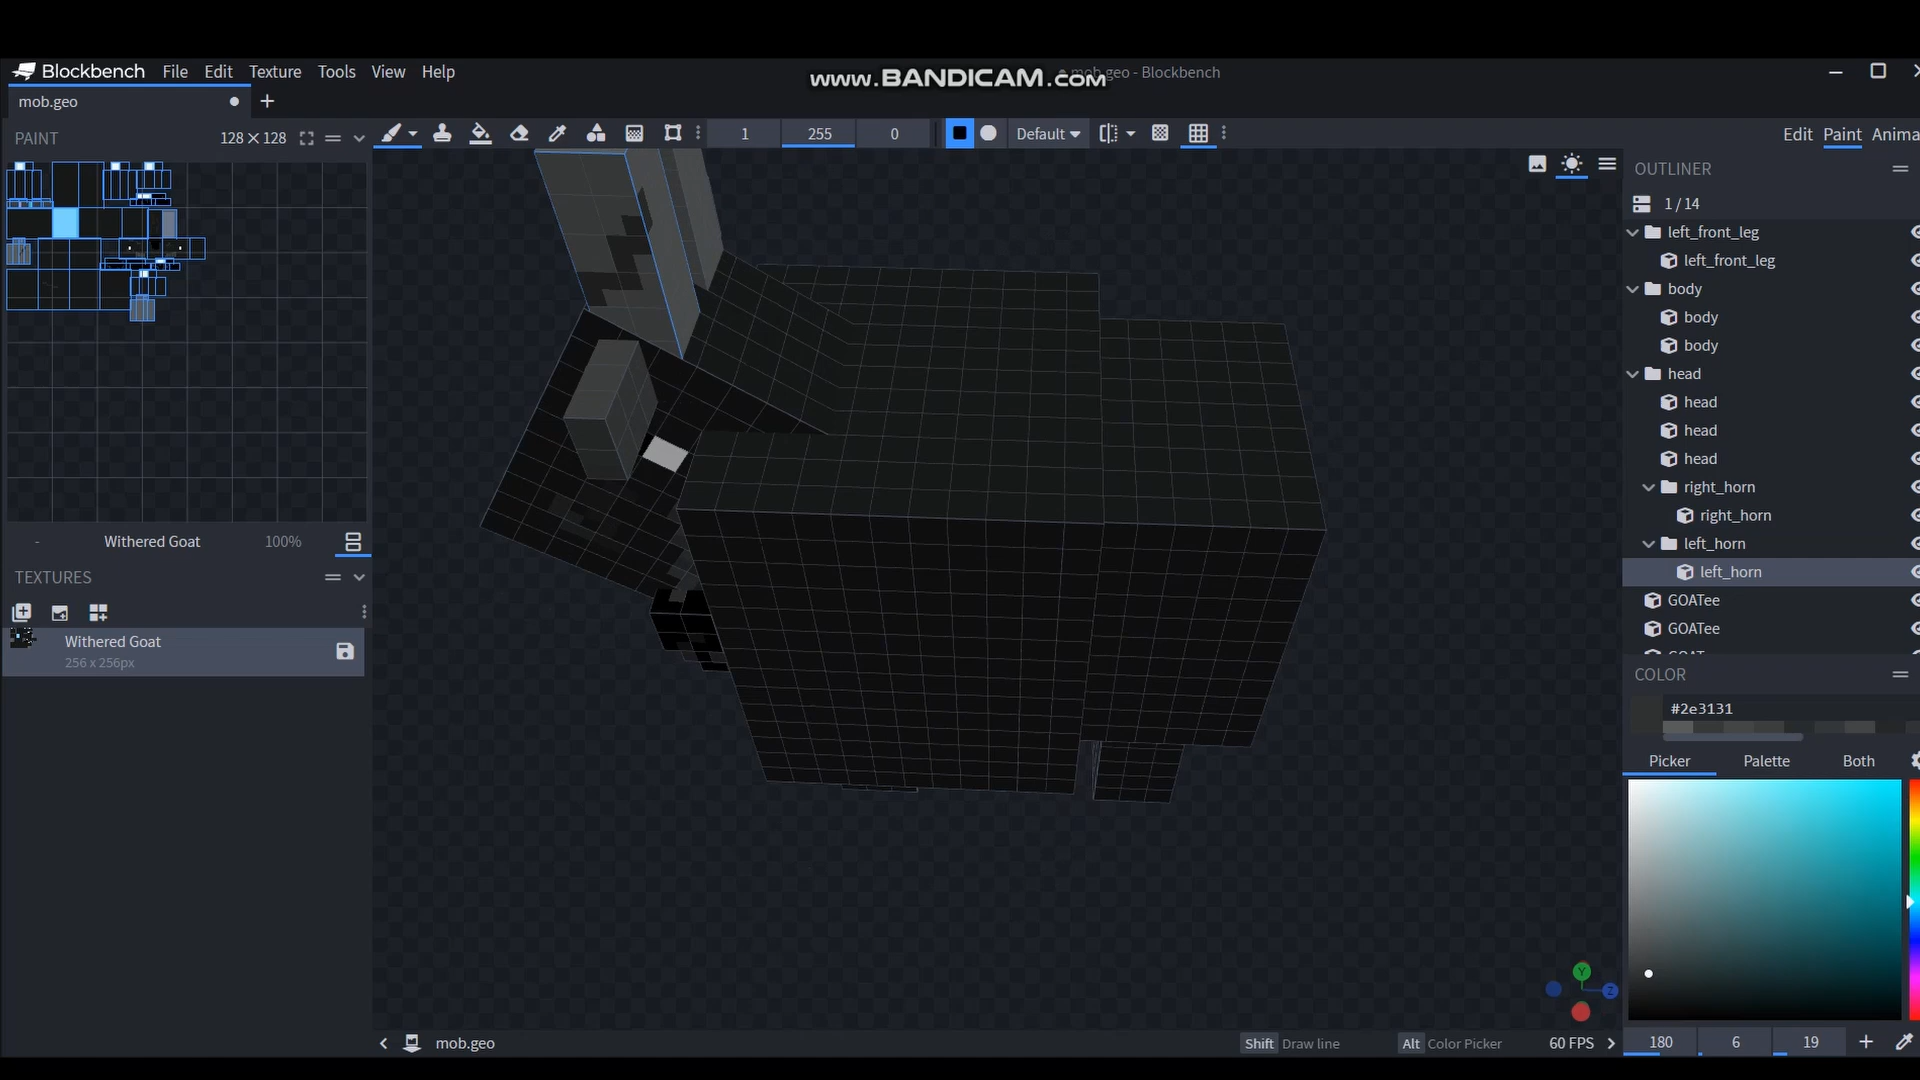 Blockbench File Edit Texture Tools View Help
www.BANDICAM.com
mob.geo - Blockbench
mob.geo
PAINT 128×128
1 255 0 Default
Edit Paint Anima
OUTLINER
1 / 14
left_front_leg
left_front_leg
body
body
body
head
head
head
head
right_horn
right_horn
left_horn
left_horn
GOATee
GOATee
- Withered Goat 100%
TEXTURES
Withered Goat
256 x 256px
COLOR
#2e3131
Picker Palette Both
Y
Z
mob.geo
Shift Draw line Alt Color Picker 60 FPS
180 6 19